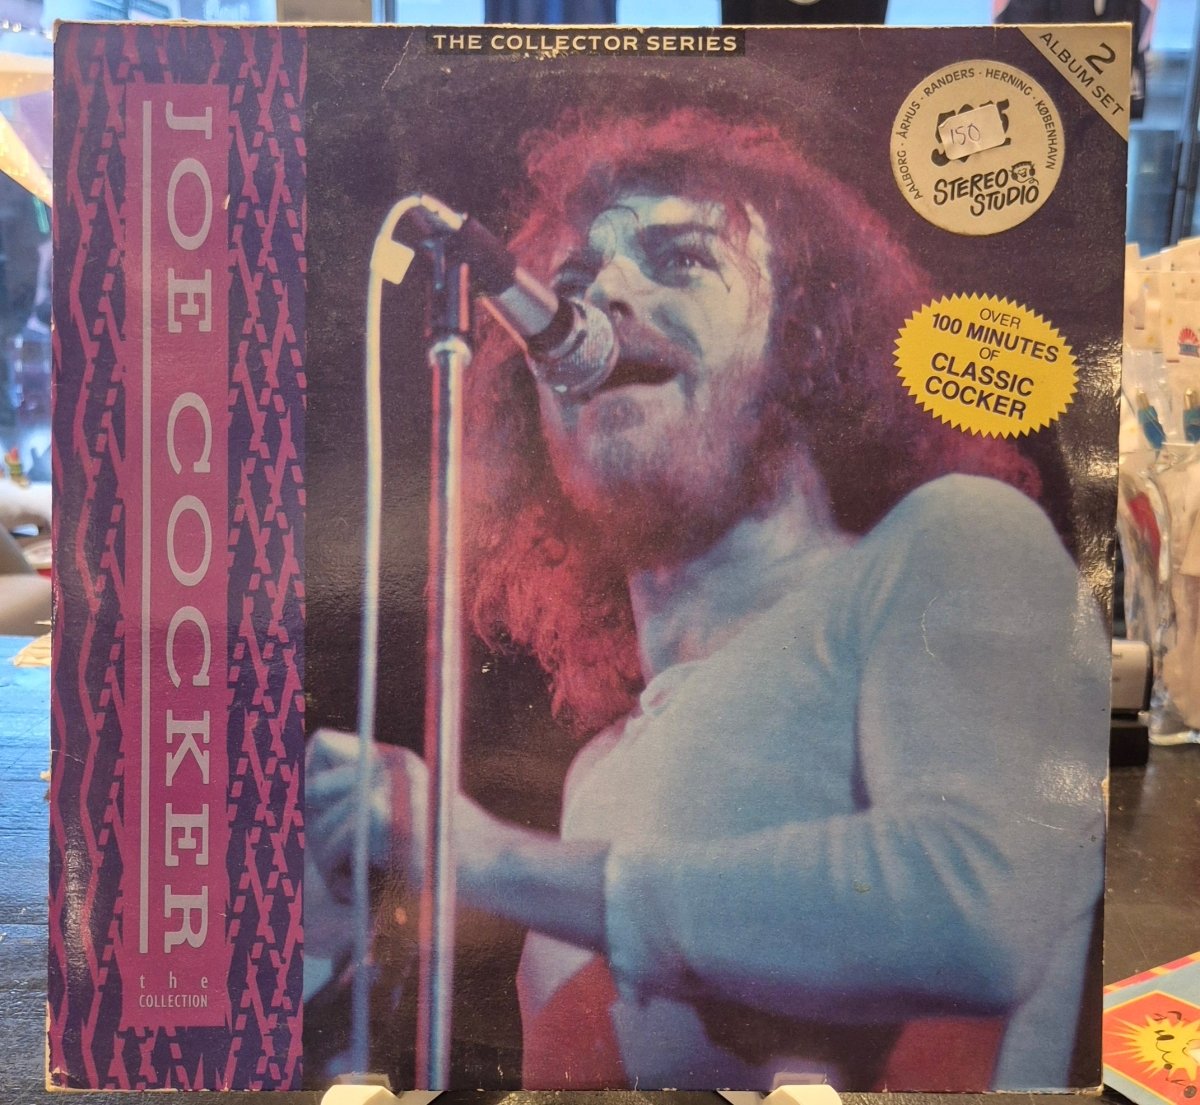 THE COLLECTOR SERIES
2
ALBUM SET
AALBORG · ÅRHUS · RANDERS · HERNING · KØBENHAVN
150
STEREO
STUDIO
OVER
100 MINUTES
OF
CLASSIC
COCKER
JOE COCKER
the
COLLECTION